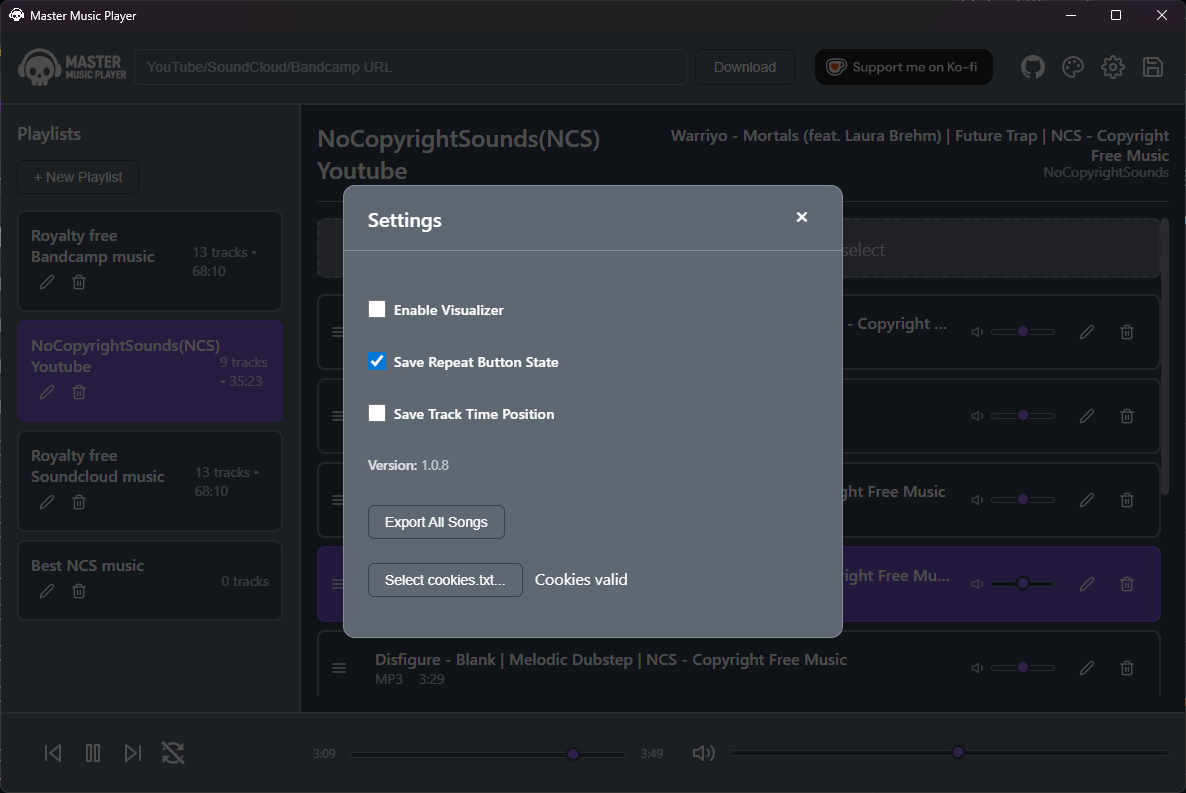 Master Music Player
MASTER
MUSIC PLAYER
YouTube/SoundCloud/Bandcamp URL
Download
Support me on Ko-fi
Playlists
+ New Playlist
Royalty free
Bandcamp music
13 tracks •
68:10
NoCopyrightSounds(NCS)
Youtube
9 tracks
• 35:23
Royalty free
Soundcloud music
13 tracks •
68:10
Best NCS music
0 tracks
NoCopyrightSounds(NCS)
Youtube
Warriyo - Mortals (feat. Laura Brehm) | Future Trap | NCS - Copyright
Free Music
NoCopyrightSounds
select
- Copyright ...
Free Music
Free Mu...
Settings
×
Enable Visualizer
Save Repeat Button State
Save Track Time Position
Version: 1.0.8
Export All Songs
Select cookies.txt...
Cookies valid
Disfigure - Blank | Melodic Dubstep | NCS - Copyright Free Music
MP3 3:29
3:09
3:49